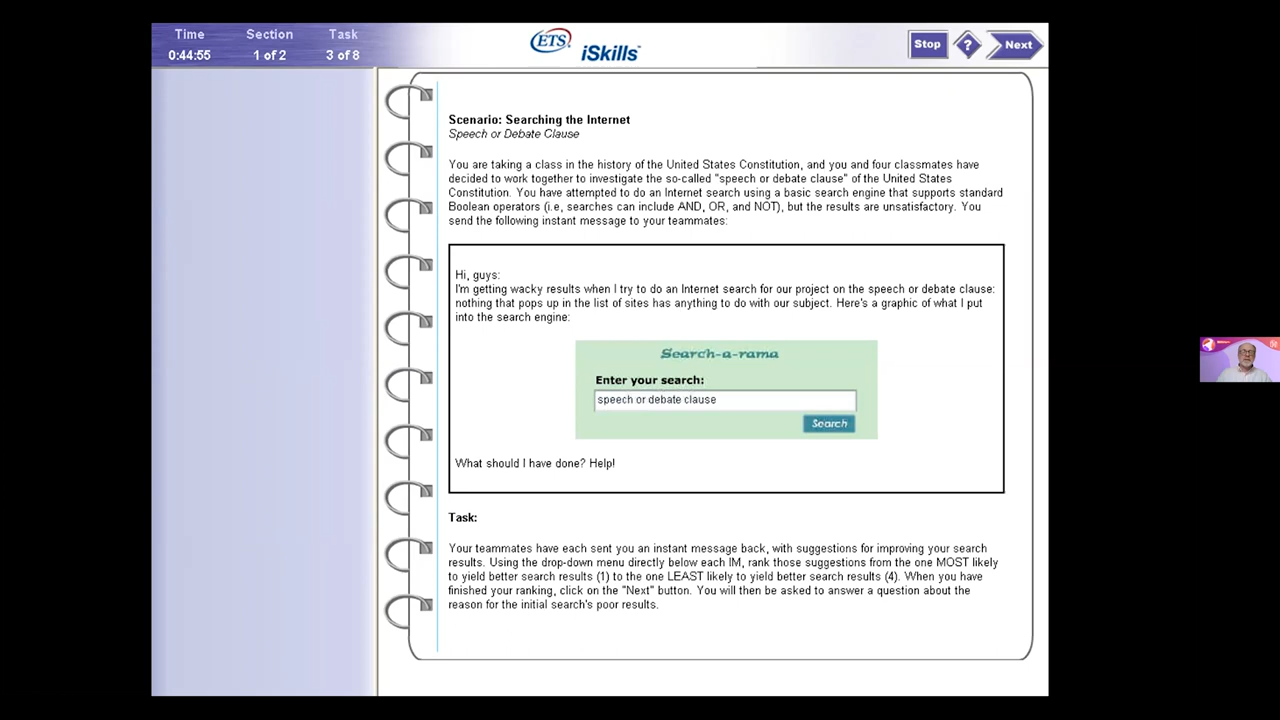 Time Section Task
0:44:55 1 of 2 3 of 8
ETS iSkills
Stop ? Next
Scenario: Searching the Internet
Speech or Debate Clause
You are taking a class in the history of the United States Constitution, and you and four classmates have
decided to work together to investigate the so-called "speech or debate clause" of the United States
Constitution. You have attempted to do an Internet search using a basic search engine that supports standard
Boolean operators (i.e, searches can include AND, OR, and NOT), but the results are unsatisfactory. You
send the following instant message to your teammates:
Hi, guys:
I'm getting wacky results when I try to do an Internet search for our project on the speech or debate clause:
nothing that pops up in the list of sites has anything to do with our subject. Here's a graphic of what I put
into the search engine:
Search-a-rama
Enter your search:
speech or debate clause
Search
What should I have done? Help!
Task:
Your teammates have each sent you an instant message back, with suggestions for improving your search
results. Using the drop-down menu directly below each IM, rank those suggestions from the one MOST likely
to yield better search results (1) to the one LEAST likely to yield better search results (4). When you have
finished your ranking, click on the "Next" button. You will then be asked to answer a question about the
reason for the initial search's poor results.